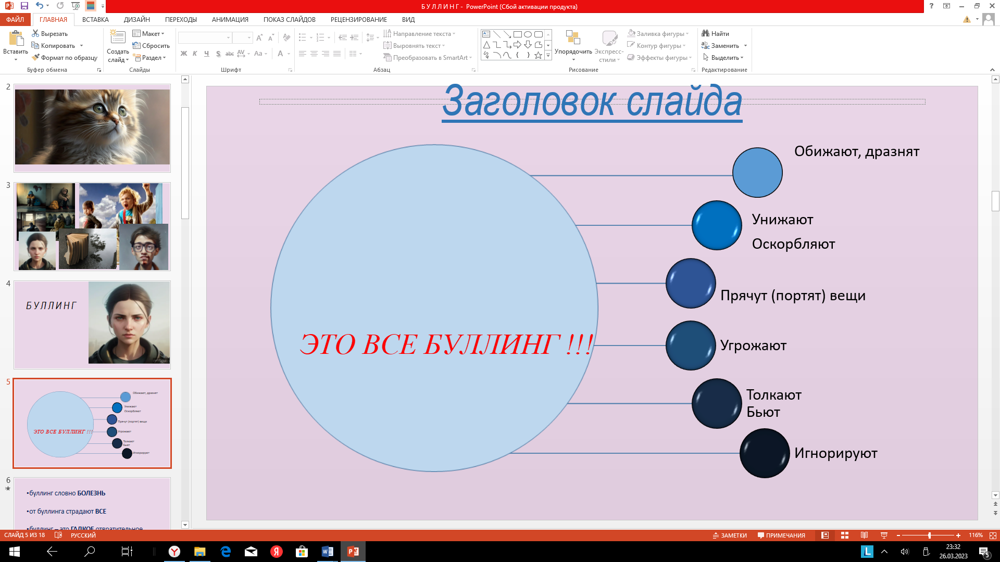 Б У Л Л И Н Г - PowerPoint (Сбой активации продукта)
ФАЙЛ ГЛАВНАЯ ВСТАВКА ДИЗАЙН ПЕРЕХОДЫ АНИМАЦИЯ ПОКАЗ СЛАЙДОВ РЕЦЕНЗИРОВАНИЕ ВИД
Вставить
Вырезать
Копировать
Формат по образцу
Буфер обмена
Создать слайд
Макет
Сбросить
Раздел
Слайды
Ж К Ч S abc AV Aa A
Шрифт
Направление текста
Выровнять текст
Преобразовать в SmartArt
Абзац
Упорядочить
Экспресс-стили
Заливка фигуры
Контур фигуры
Эффекты фигуры
Рисование
Найти
Заменить
Выделить
Редактирование
2
3
4
Б У Л Л И Н Г
5
Обижают, дразнят
Унижают
Оскорбляют
Прячут (портят) вещи
Угрожают
ЭТО ВСЕ БУЛЛИНГ !!!
Толкают
Бьют
Игнорируют
6
•буллинг словно БОЛЕЗНЬ
•от буллинга страдают ВСЕ
•буллинг – это ГАДКОЕ отвратительное
Заголовок слайда
Обижают, дразнят
Унижают
Оскорбляют
Прячут (портят) вещи
ЭТО ВСЕ БУЛЛИНГ !!!
Угрожают
Толкают
Бьют
Игнорируют
СЛАЙД 5 ИЗ 18 РУССКИЙ ЗАМЕТКИ ПРИМЕЧАНИЯ 116%
23:32
26.03.2023
5